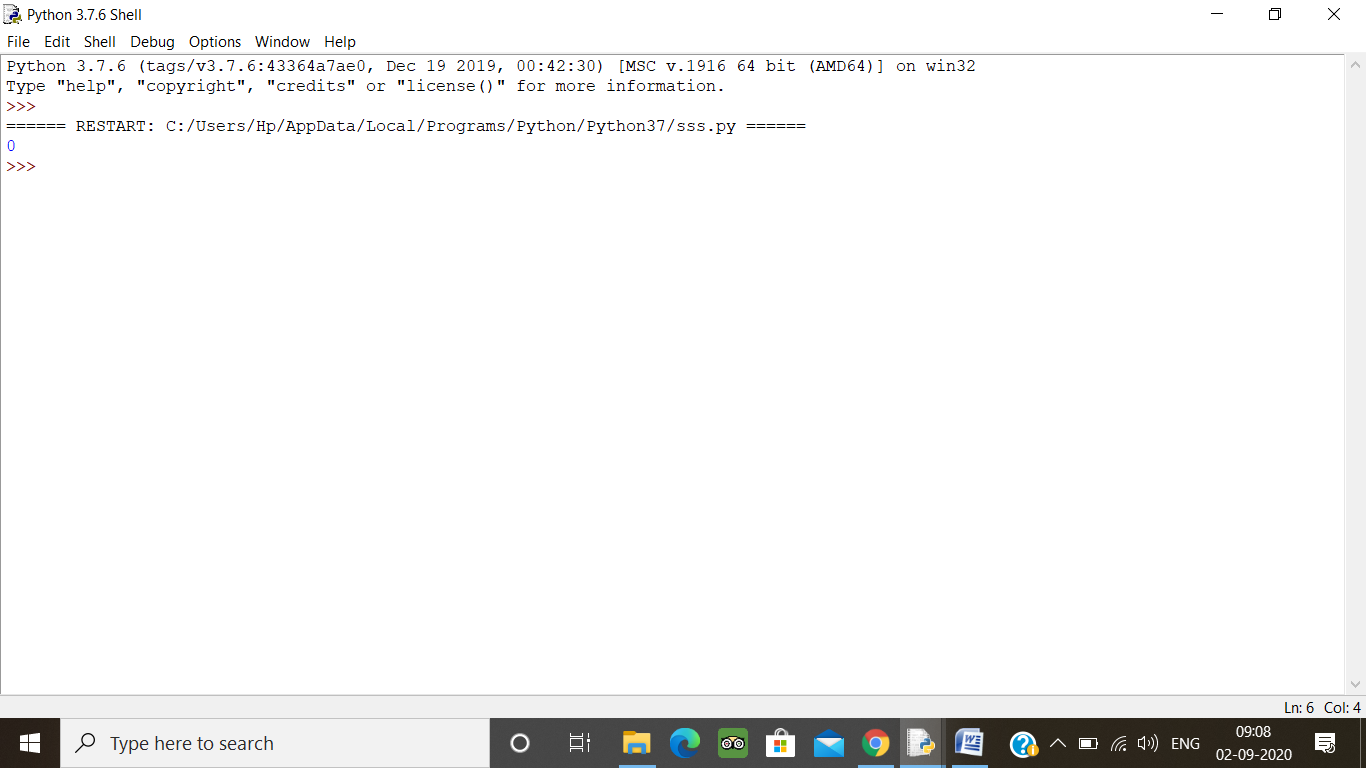 Python 3.7.6 Shell
File Edit Shell Debug Options Window Help
Python 3.7.6 (tags/v3.7.6:43364a7ae0, Dec 19 2019, 00:42:30) [MSC v.1916 64 bit (AMD64)] on win32
Type "help", "copyright", "credits" or "license()" for more information.
>>>
====== RESTART: C:/Users/Hp/AppData/Local/Programs/Python/Python37/sss.py ======
0
>>>
Ln: 6 Col: 4
Type here to search
ENG
09:08
02-09-2020